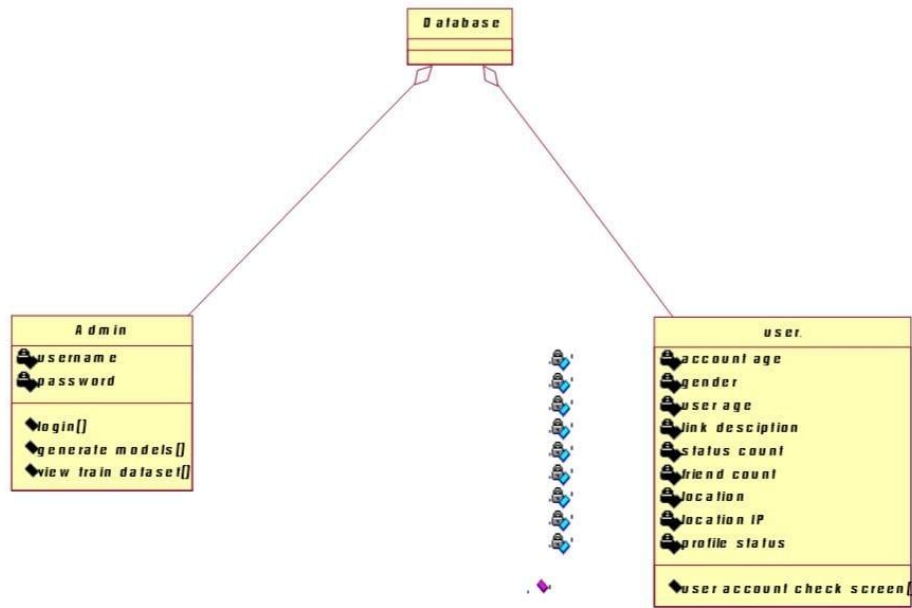 Database
Admin
username
password
login[]
generate models[]
view train dataset[]
user.
account age
gender
user age
link desciption
status count
friend count
location
location IP
profile status
user account check screen[